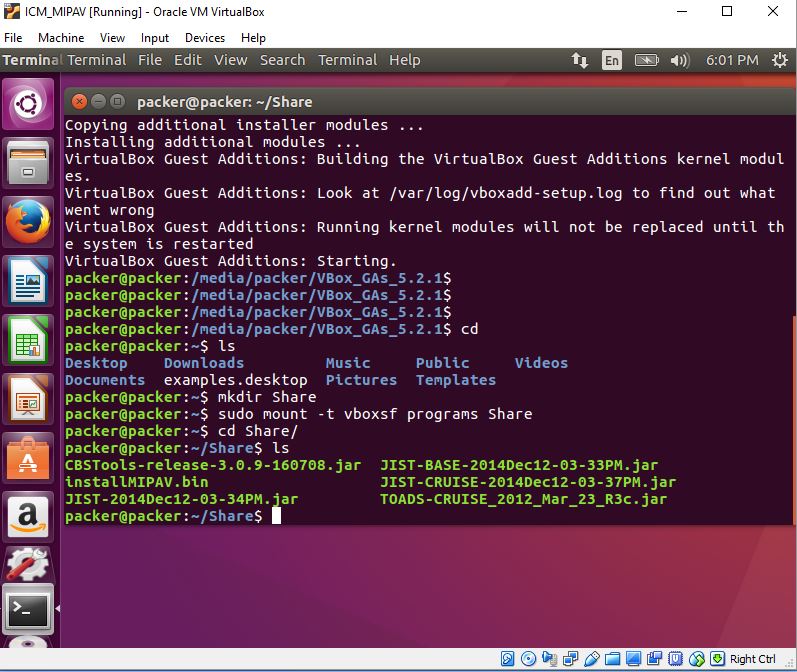 ICM_MIPAV [Running] - Oracle VM VirtualBox
File Machine View Input Devices Help
Terminal Terminal File Edit View Search Terminal Help En 6:01 PM
packer@packer: ~/Share
Copying additional installer modules ...
Installing additional modules ...
VirtualBox Guest Additions: Building the VirtualBox Guest Additions kernel modul
es.
VirtualBox Guest Additions: Look at /var/log/vboxadd-setup.log to find out what
went wrong
VirtualBox Guest Additions: Running kernel modules will not be replaced until th
e system is restarted
VirtualBox Guest Additions: Starting.
packer@packer:/media/packer/VBox_GAs_5.2.1$
packer@packer:/media/packer/VBox_GAs_5.2.1$
packer@packer:/media/packer/VBox_GAs_5.2.1$
packer@packer:/media/packer/VBox_GAs_5.2.1$ cd
packer@packer:~$ ls
Desktop Downloads Music Public Videos
Documents examples.desktop Pictures Templates
packer@packer:~$ mkdir Share
packer@packer:~$ sudo mount -t vboxsf programs Share
packer@packer:~$ cd Share/
packer@packer:~/Share$ ls
CBSTools-release-3.0.9-160708.jar JIST-BASE-2014Dec12-03-33PM.jar
installMIPAV.bin JIST-CRUISE-2014Dec12-03-37PM.jar
JIST-2014Dec12-03-34PM.jar TOADS-CRUISE_2012_Mar_23_R3c.jar
packer@packer:~/Share$
Right Ctrl